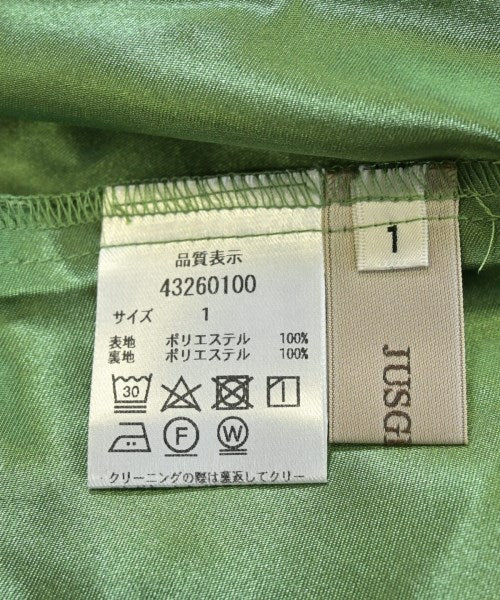 品質表示
43260100
サイズ 1
表地 ポリエステル 100%
裏地 ポリエステル 100%
30
F W
クリーニングの際は裏返してクリー
1
JUSGL